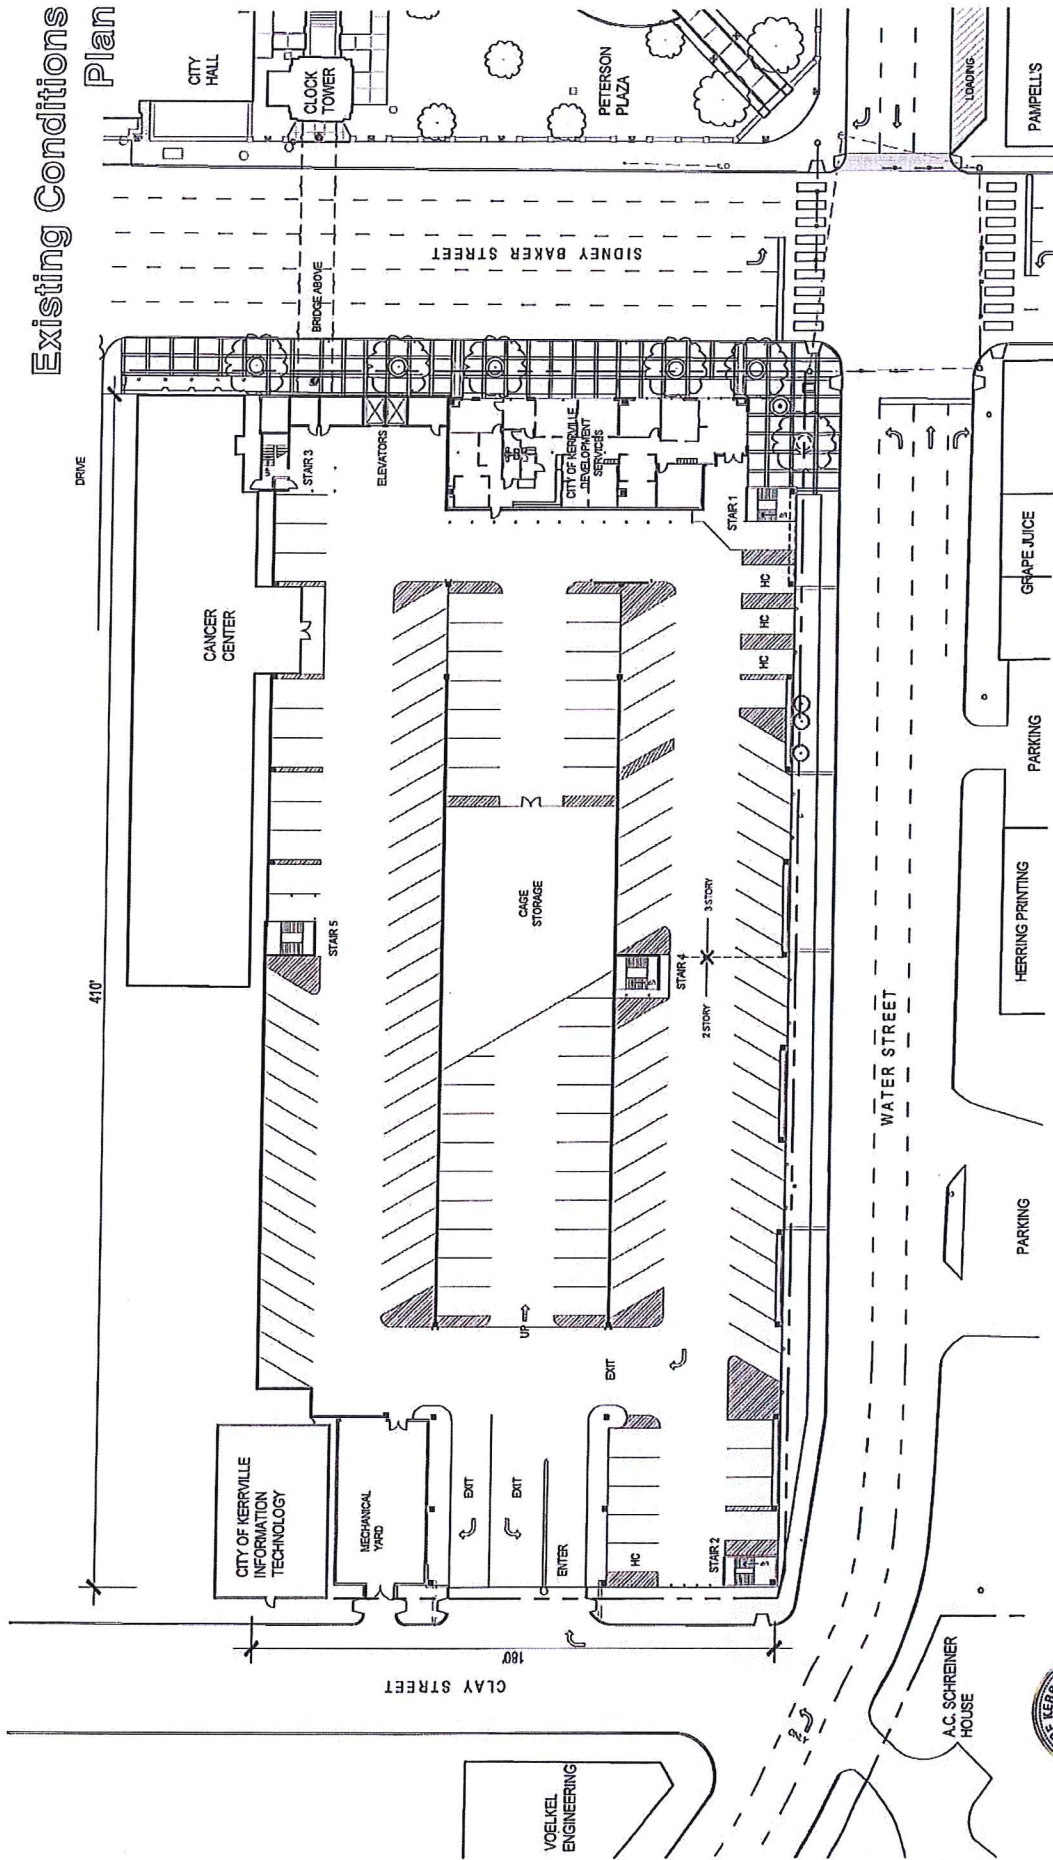 Existing Conditions
Plan
CITY
HALL
CLOCK
TOWER
PETERSON
PLAZA
LOADING
PAMPELL'S
SIDNEY BAKER STREET
BRIDGE ABOVE
DRIVE
410'
STAIR 3
UP
ELEVATORS
CITY OF KERRVILLE
DEVELOPMENT
SERVICES
STAIR 1
HC
HC
HC
CANCER
CENTER
GRAPE JUICE
PARKING
HERRING PRINTING
CAGE
STORAGE
STAIR 5
STAIR 4
3 STORY
2 STORY
WATER STREET
PARKING
UP
EXIT
CITY OF KERRVILLE
INFORMATION
TECHNOLOGY
MECHANICAL
YARD
EXIT
EXIT
ENTER
HC
STAIR 2
180'
CLAY STREET
A.C. SCHREINER
HOUSE
VOELKEL
ENGINEERING
OF KERR